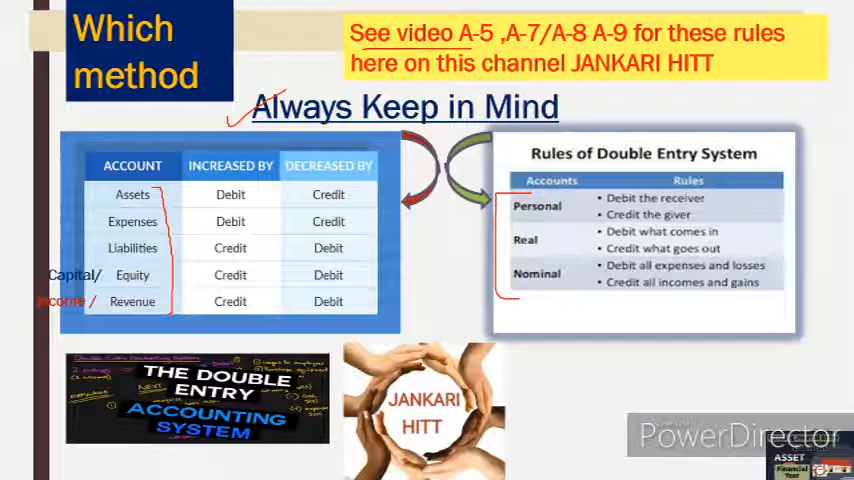 Which
method
See video A-5 ,A-7/A-8 A-9 for these rules
here on this channel JANKARI HITT
Always Keep in Mind
ACCOUNT INCREASED BY DECREASED BY
Assets Debit Credit
Expenses Debit Credit
Liabilities Credit Debit
Capital/ Equity Credit Debit
Income / Revenue Credit Debit
Rules of Double Entry System
Accounts Rules
Personal
• Debit the receiver
• Credit the giver
Real
• Debit what comes in
• Credit what goes out
Nominal
• Debit all expenses and losses
• Credit all incomes and gains
THE DOUBLE
ENTRY
ACCOUNTING
SYSTEM
NEXT
JANKARI
HITT
PowerDirector
ASSET
Financial
Year